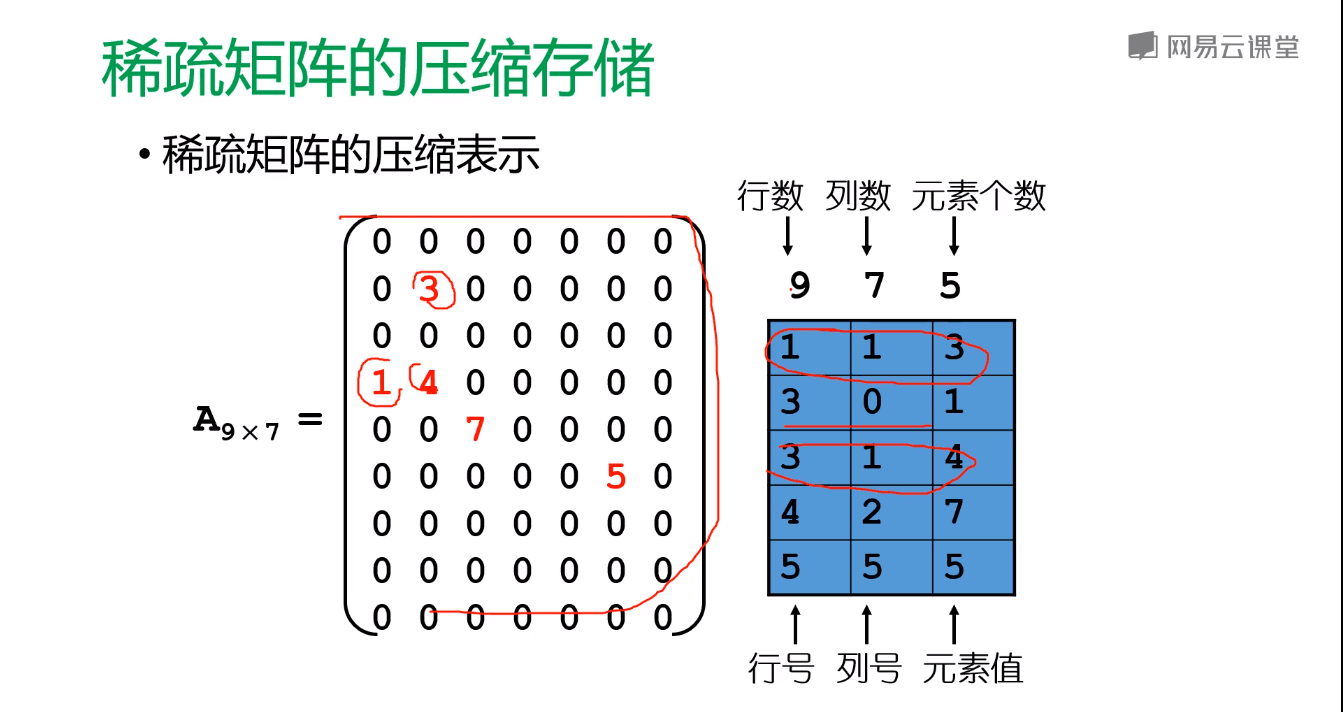 稀疏矩阵的压缩存储
网易云课堂
• 稀疏矩阵的压缩表示
行数 列数 元素个数
9 7 5
A9×7 =
0 0 0 0 0 0 0
0 3 0 0 0 0 0
0 0 0 0 0 0 0
1 4 0 0 0 0 0
0 0 7 0 0 0 0
0 0 0 0 0 5 0
0 0 0 0 0 0 0
0 0 0 0 0 0 0
0 0 0 0 0 0 0
1 1 3
3 0 1
3 1 4
4 2 7
5 5 5
行号 列号 元素值